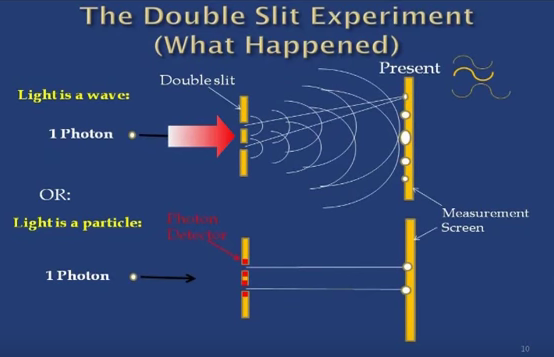 The Double Slit Experiment
(What Happened)
Present
Double slit
Light is a wave:
1 Photon
OR:
Light is a particle:
Photon
Detector
Measurement
Screen
1 Photon
10